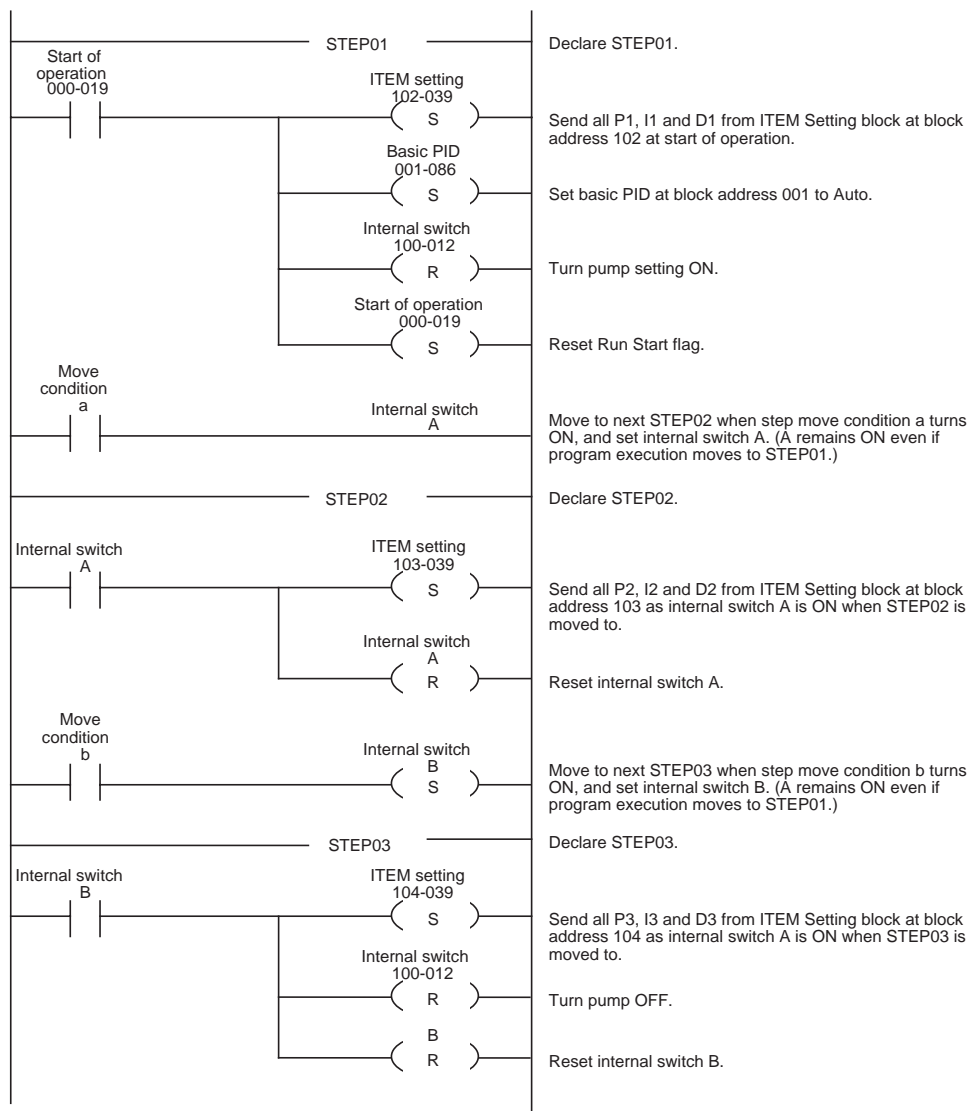 STEP01
Declare STEP01.
Start of
operation
000-019
ITEM setting
102-039
S
Send all P1, I1 and D1 from ITEM Setting block at block
address 102 at start of operation.
Basic PID
001-086
S
Set basic PID at block address 001 to Auto.
Internal switch
100-012
R
Turn pump setting ON.
Start of operation
000-019
S
Reset Run Start flag.
Move
condition
a
Internal switch
A
Move to next STEP02 when step move condition a turns
ON, and set internal switch A. (A remains ON even if
program execution moves to STEP01.)
STEP02
Declare STEP02.
Internal switch
A
ITEM setting
103-039
S
Send all P2, I2 and D2 from ITEM Setting block at block
address 103 as internal switch A is ON when STEP02 is
moved to.
Internal switch
A
R
Reset internal switch A.
Move
condition
b
Internal switch
B
S
Move to next STEP03 when step move condition b turns
ON, and set internal switch B. (A remains ON even if
program execution moves to STEP01.)
STEP03
Declare STEP03.
Internal switch
B
ITEM setting
104-039
S
Send all P3, I3 and D3 from ITEM Setting block at block
address 104 as internal switch A is ON when STEP03 is
moved to.
Internal switch
100-012
R
Turn pump OFF.
B
R
Reset internal switch B.